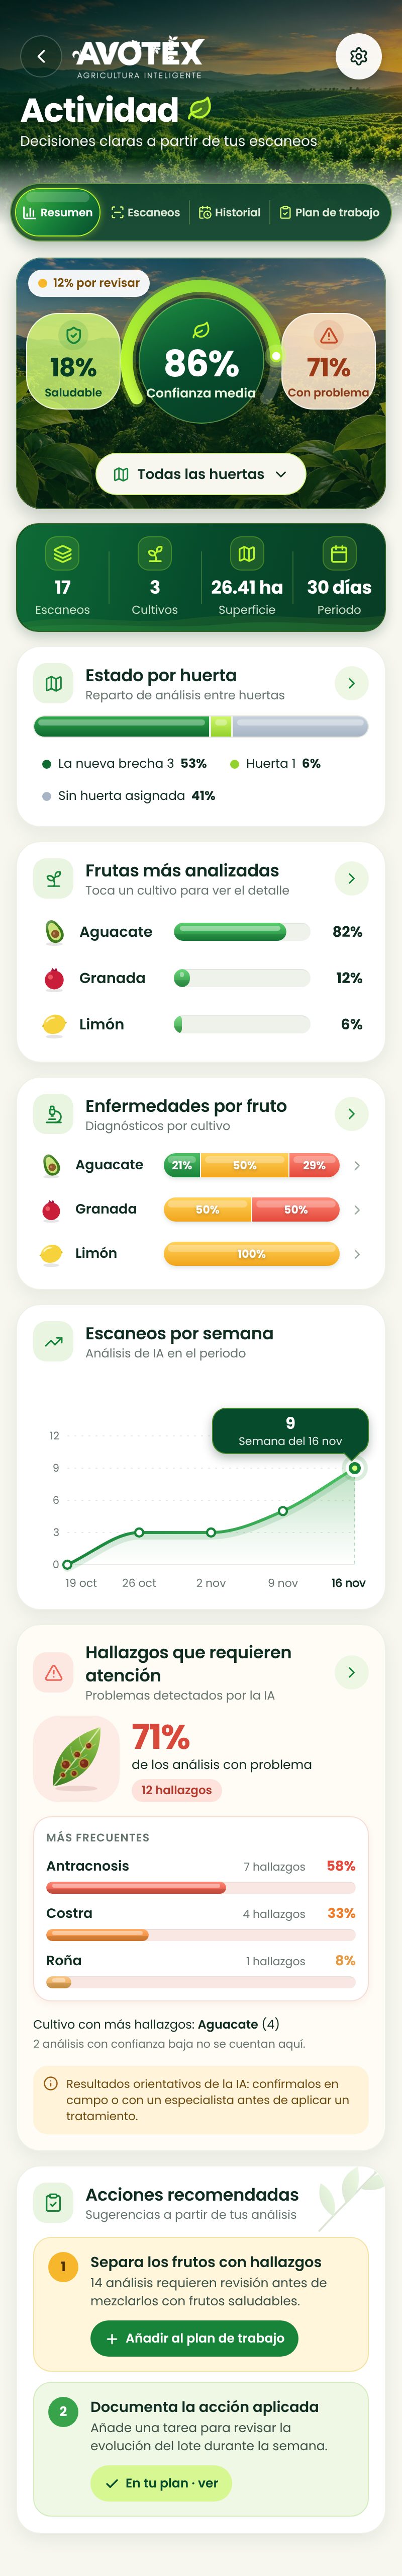 AVOTEX
AGRICULTURA INTELIGENTE
Actividad
Decisiones claras a partir de tus escaneos
Resumen
Escaneos
Historial
Plan de trabajo
12% por revisar
18%
Saludable
86%
Confianza media
71%
Con problema
Todas las huertas
17
Escaneos
3
Cultivos
26.41 ha
Superficie
30 días
Periodo
Estado por huerta
Reparto de análisis entre huertas
La nueva brecha 3 53%
Huerta 1 6%
Sin huerta asignada 41%
Frutas más analizadas
Toca un cultivo para ver el detalle
Aguacate 82%
Granada 12%
Limón 6%
Enfermedades por fruto
Diagnósticos por cultivo
Aguacate 21% 50% 29%
Granada 50% 50%
Limón 100%
Escaneos por semana
Análisis de IA en el periodo
9
Semana del 16 nov
12
9
6
3
0
19 oct 26 oct 2 nov 9 nov 16 nov
Hallazgos que requieren
atención
Problemas detectados por la IA
71%
de los análisis con problema
12 hallazgos
MÁS FRECUENTES
Antracnosis 7 hallazgos 58%
Costra 4 hallazgos 33%
Roña 1 hallazgos 8%
Cultivo con más hallazgos: Aguacate (4)
2 análisis con confianza baja no se cuentan aquí.
Resultados orientativos de la IA: confírmalos en
campo o con un especialista antes de aplicar un
tratamiento.
Acciones recomendadas
Sugerencias a partir de tus análisis
1
Separa los frutos con hallazgos
14 análisis requieren revisión antes de
mezclarlos con frutos saludables.
+ Añadir al plan de trabajo
2
Documenta la acción aplicada
Añade una tarea para revisar la
evolución del lote durante la semana.
En tu plan · ver